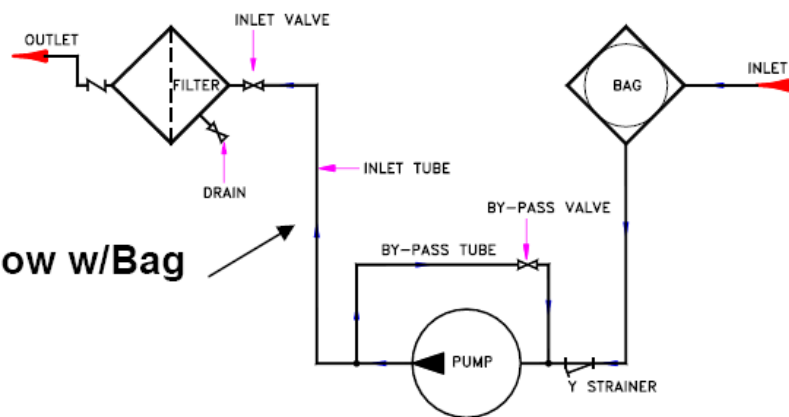 INLET VALVE
OUTLET
FILTER
BAG
INLET
DRAIN
INLET TUBE
BY-PASS VALVE
ow w/Bag
BY-PASS TUBE
PUMP
Y STRAINER